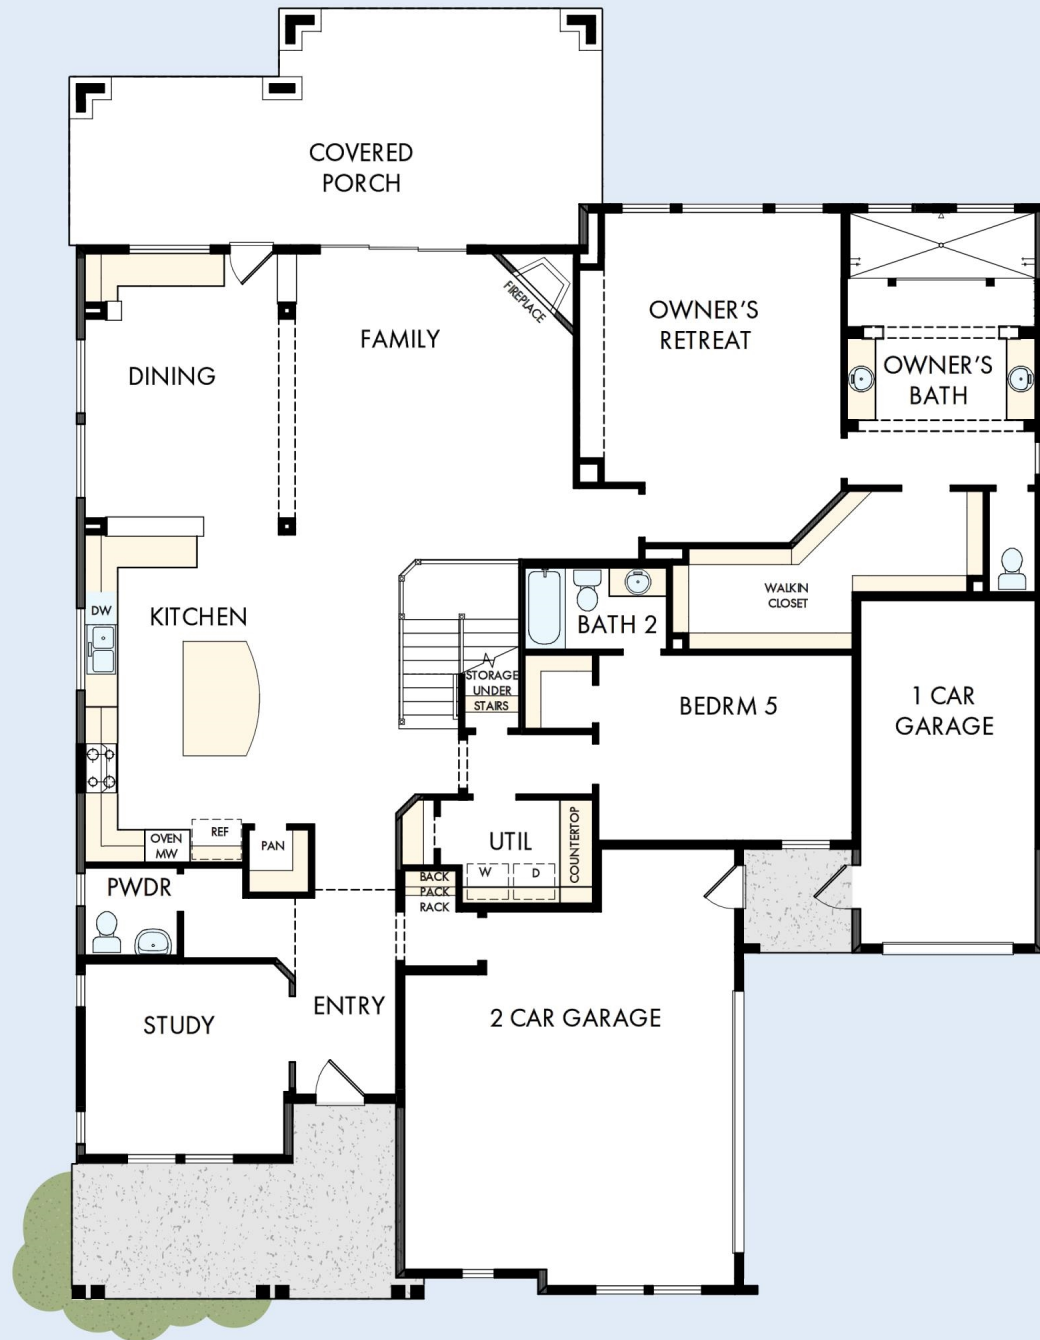 COVERED
PORCH
FIREPLACE
FAMILY
OWNER'S
RETREAT
DINING
OWNER'S
BATH
WALKIN
CLOSET
DW
KITCHEN
BATH 2
STORAGE
UNDER
STAIRS
BEDRM 5
1 CAR
GARAGE
OVEN
MW
REF
PAN
UTIL
COUNTERTOP
W
D
BACK
PACK
RACK
PWDR
STUDY
ENTRY
2 CAR GARAGE